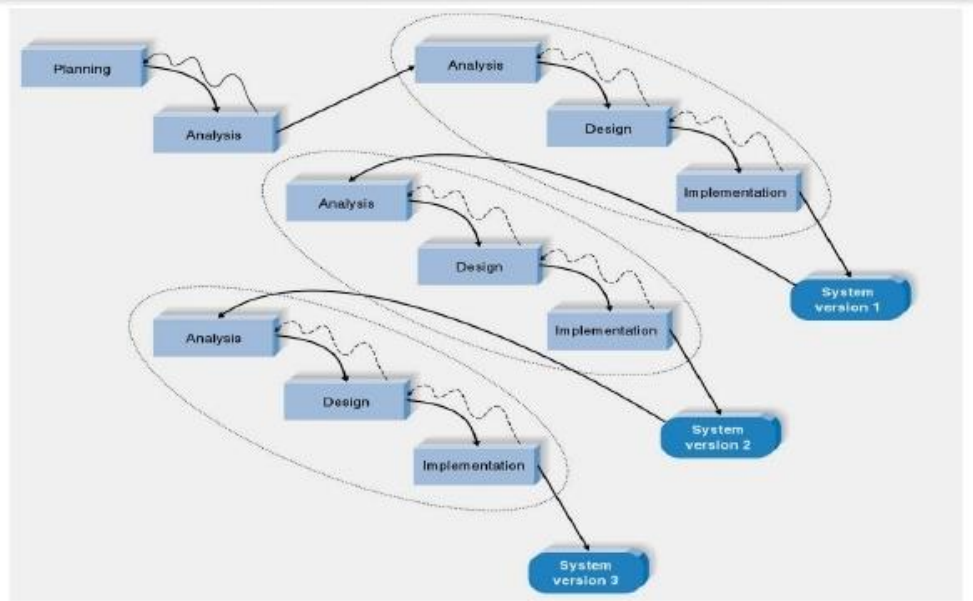 Planning
Analysis
Analysis
Design
Implementation
System
version 1
Analysis
Design
Implementation
System
version 2
Analysis
Design
Implementation
System
version 3